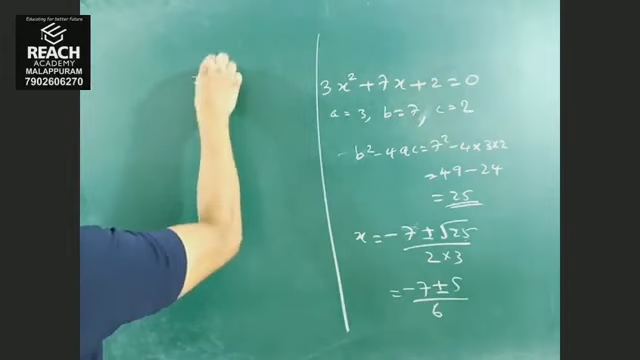 Educating for better future
REACH
ACADEMY
MALAPPURAM
7902606270
3x² + 7x + 2 = 0
a = 3, b = 7, c = 2
b² - 4ac = 7² - 4×3×2
= 49 - 24
= 25
x = -7 ± √25 / 2×3
= -7 ± 5 / 6